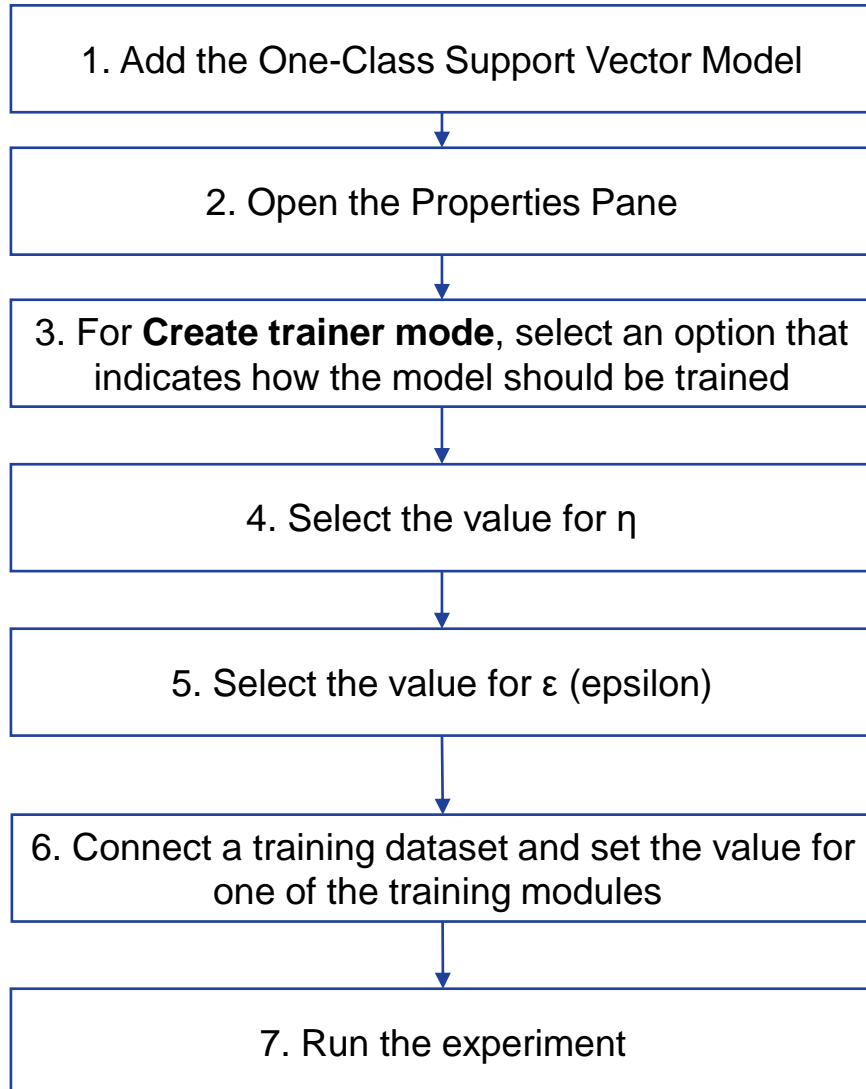 1. Add the One-Class Support Vector Model
2. Open the Properties Pane
3. For Create trainer mode, select an option that
indicates how the model should be trained
4. Select the value for η
5. Select the value for ε (epsilon)
6. Connect a training dataset and set the value for
one of the training modules
7. Run the experiment